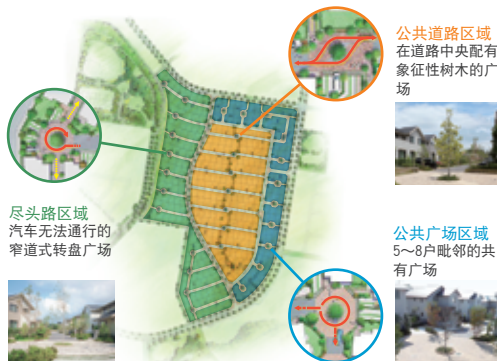 公共道路区域
在道路中央配有
象征性树木的广
场
尽头路区域
汽车无法通行的
窄道式转盘广场
公共广场区域
5～8户毗邻的共
有广场